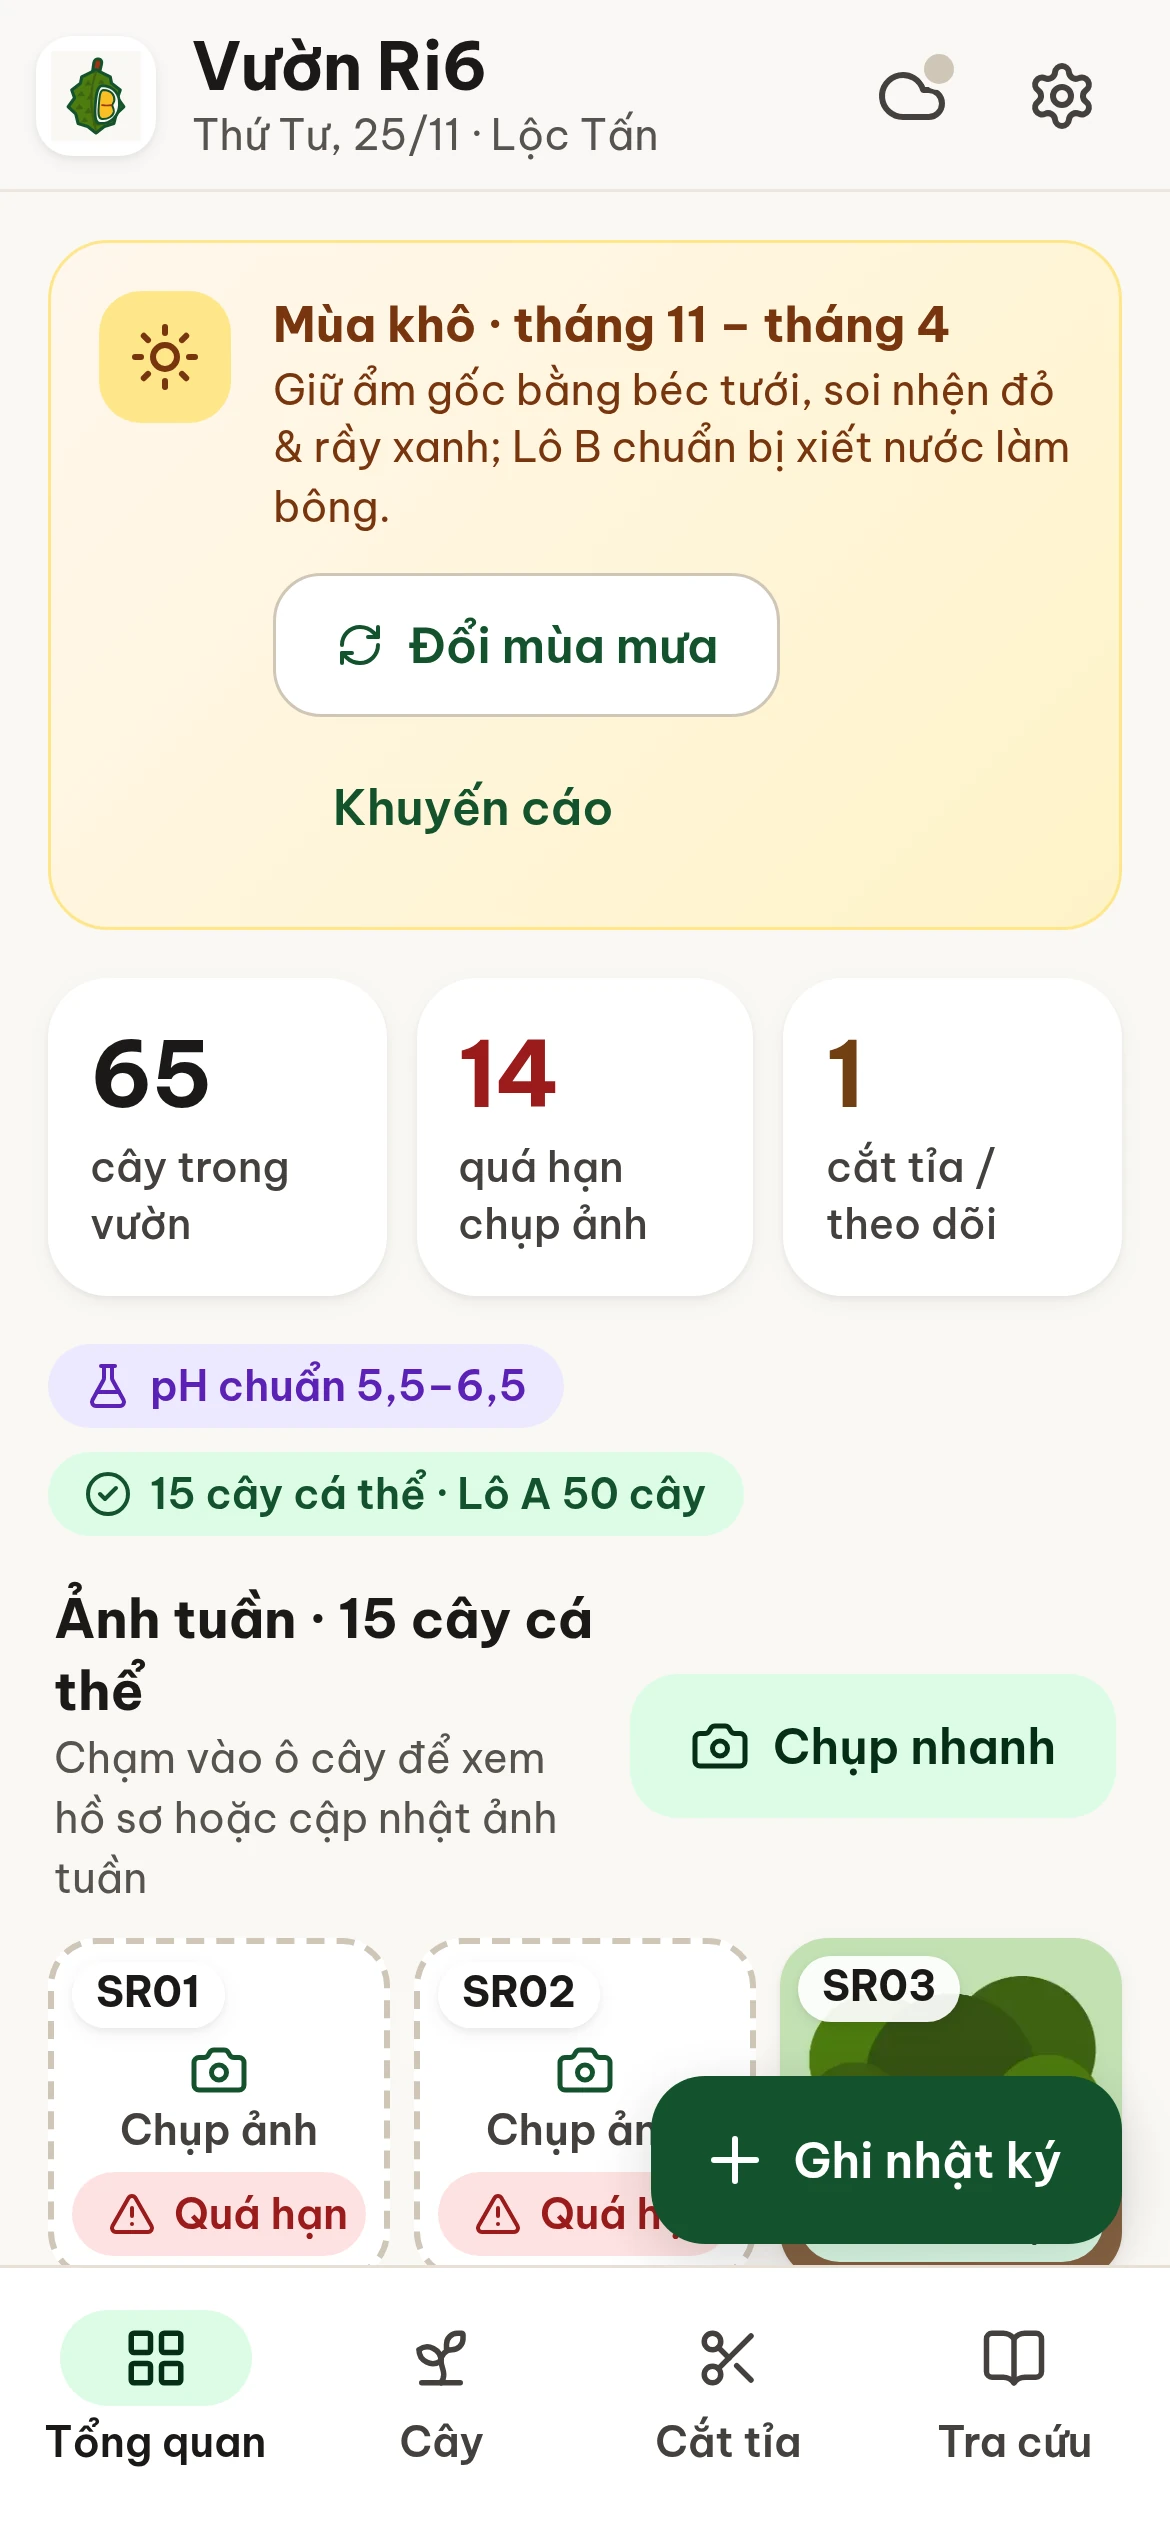 Vườn Ri6
Thứ Tư, 25/11 · Lộc Tấn
Mùa khô · tháng 11 – tháng 4
Giữ ẩm gốc bằng béc tưới, soi nhện đỏ
& rầy xanh; Lô B chuẩn bị xiết nước làm
bông.
Đổi mùa mưa
Khuyến cáo
65
cây trong
vườn
14
quá hạn
chụp ảnh
1
cắt tỉa /
theo dõi
pH chuẩn 5,5–6,5
15 cây cá thể · Lô A 50 cây
Ảnh tuần · 15 cây cá
thể
Chạm vào ô cây để xem
hồ sơ hoặc cập nhật ảnh
tuần
Chụp nhanh
SR01
Chụp ảnh
Quá hạn
SR02
Chụp
Quá
SR03
Ghi nhật ký
Tổng quan
Cây
Cắt tỉa
Tra cứu